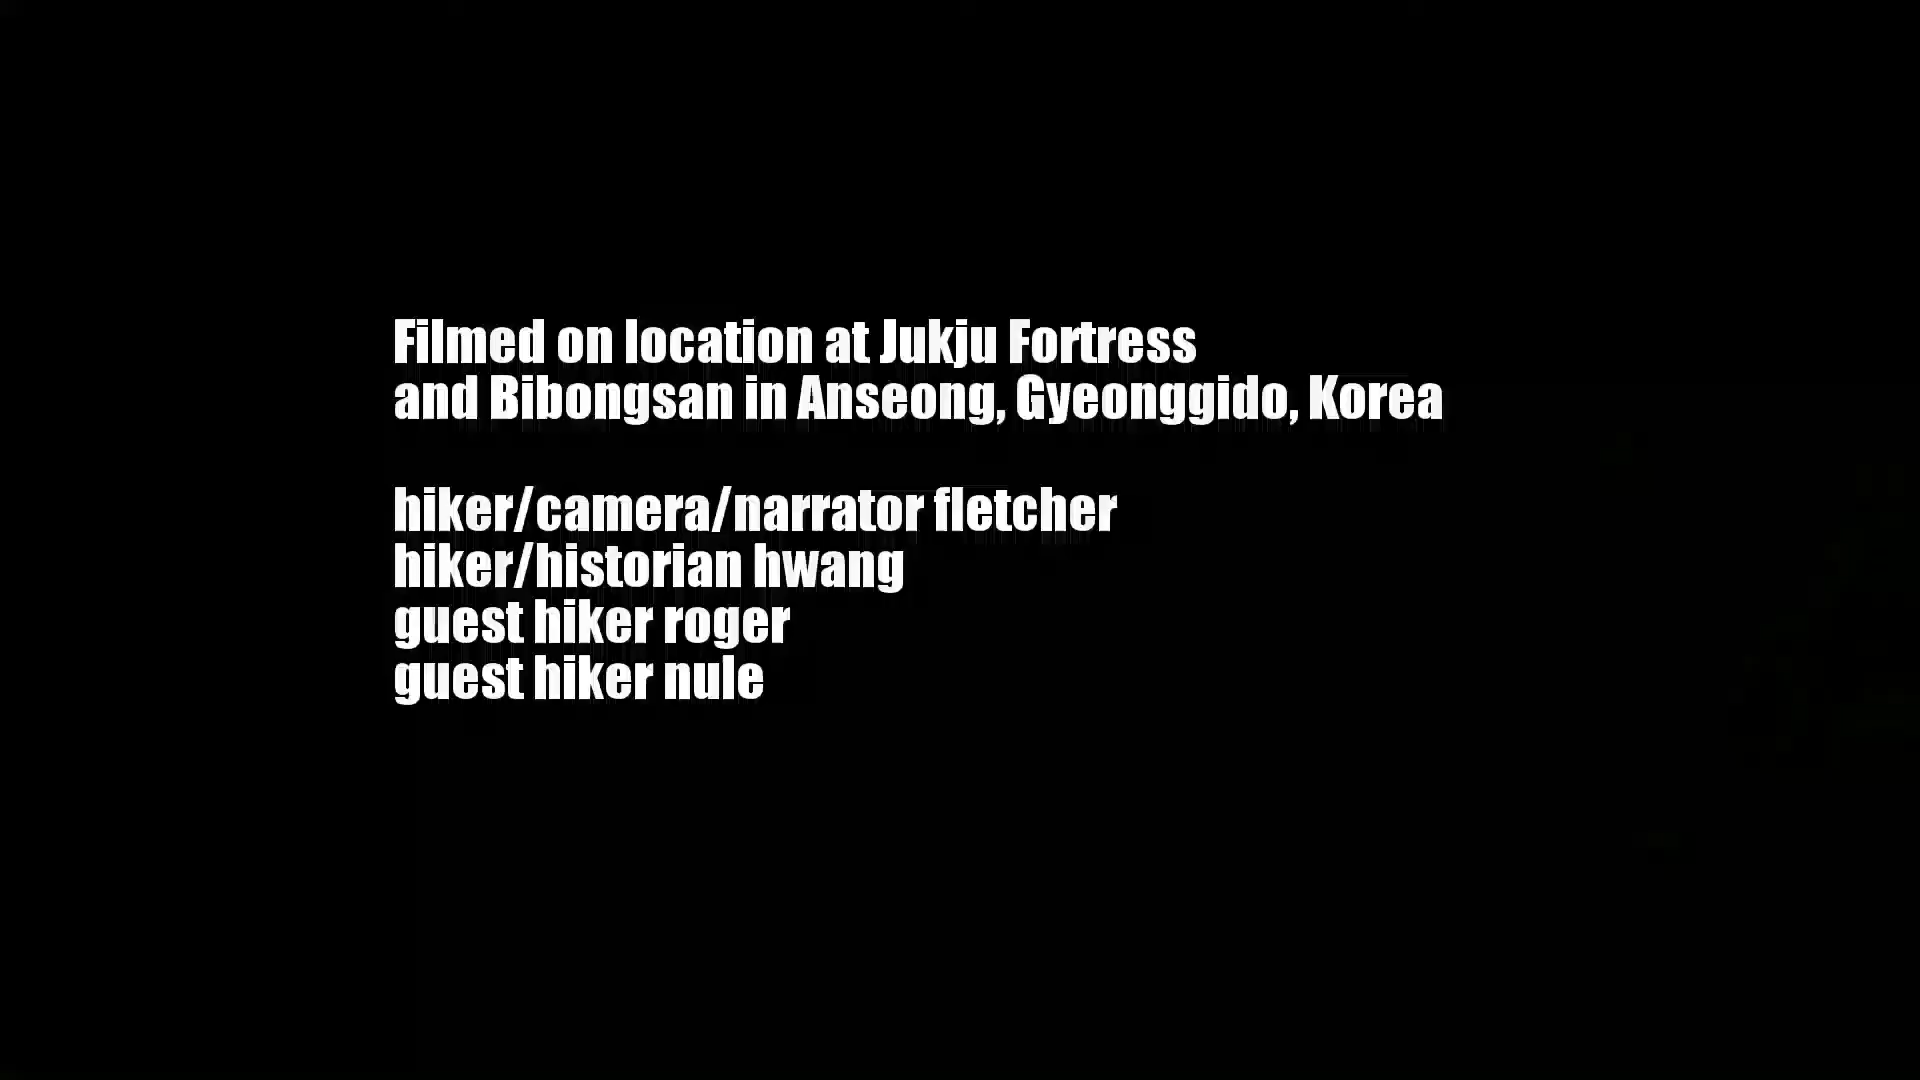 Filmed on location at Jukju Fortress
and Bibongsan in Anseong, Gyeonggido, Korea
hiker/camera/narrator fletcher
hiker/historian hwang
guest hiker roger
guest hiker nule